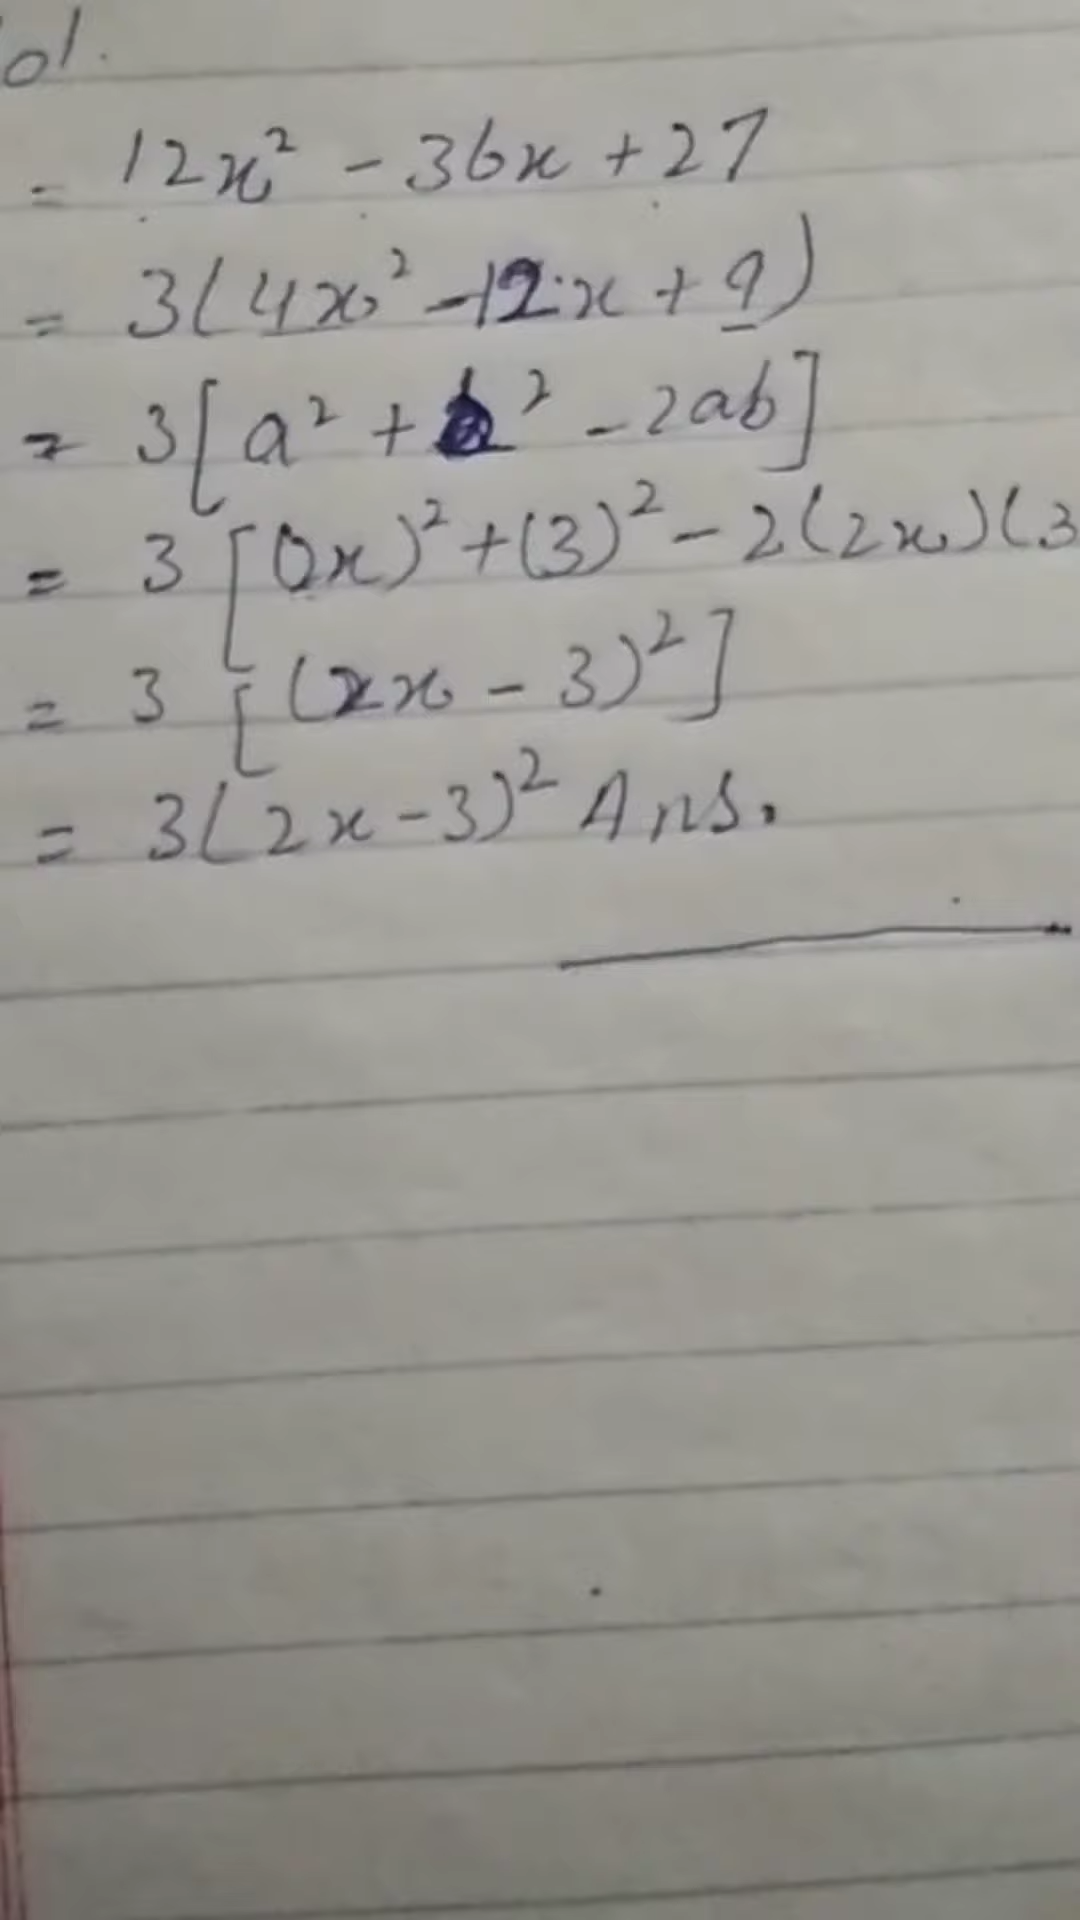 ol.
= 12x² - 36x + 27
= 3(4x² - 12x + 9)
= 3[a² + b² - 2ab]
= 3[(2x)² + (3)² - 2(2x)(3
= 3[(2x - 3)²]
= 3(2x - 3)² Ans.